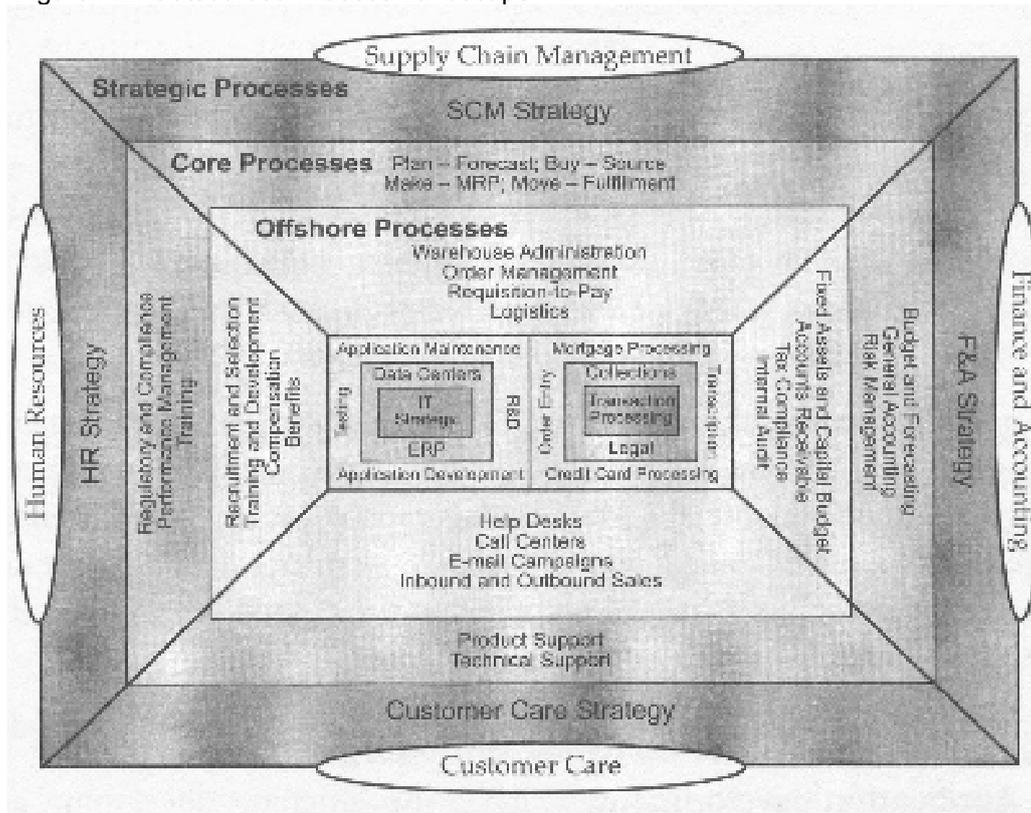 Supply Chain Management
Strategic Processes
SCM Strategy
Core Processes
Plan – Forecast; Buy – Source
Make – MRP; Move – Fulfillment
Offshore Processes
Warehouse Administration
Order Management
Requisition-to-Pay
Logistics
Human Resources
HR Strategy
Regulatory and Compliance
Performance Management
Training
Recruitment and Selection
Training and Development
Compensation
Benefits
Application Maintenance
Testing
Data Centers
IT
Strategy
ERP
R&D
Application Development
Mortgage Processing
Order Entry
Collections
Transaction
Processing
Legal
Transcription
Credit Card Processing
Fixed Assets and Capital Budget
Accounts Receivable
Tax Compliance
Internal Audit
Budget and Forecasting
General Accounting
Risk Management
F&A Strategy
Finance and Accounting
Help Desks
Call Centers
E-mail Campaigns
Inbound and Outbound Sales
Product Support
Technical Support
Customer Care Strategy
Customer Care